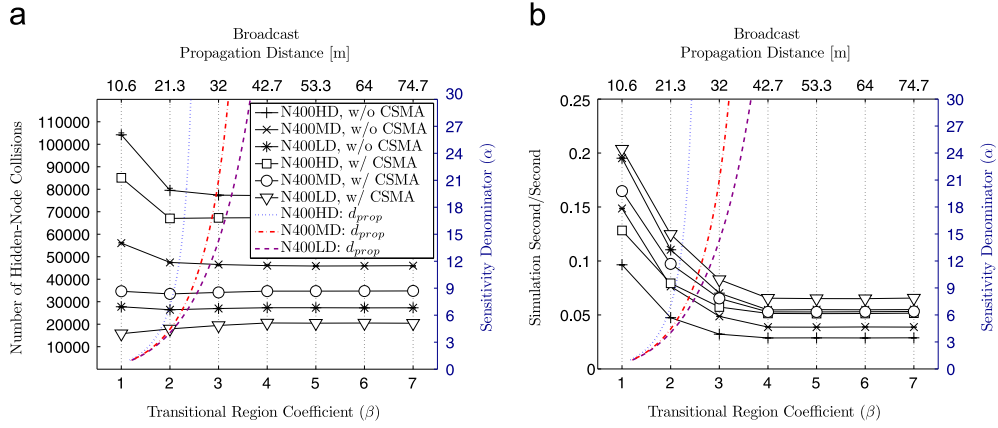 a
Broadcast
Propagation Distance [m]
10.6 21.3 32 42.7 53.3 64 74.7
110000
100000
90000
80000
70000
60000
50000
40000
30000
20000
10000
Number of Hidden-Node Collisions
N400HD, w/o CSMA
N400MD, w/o CSMA
N400LD, w/o CSMA
N400HD, w/ CSMA
N400MD, w/ CSMA
N400LD, w/ CSMA
N400HD: d_prop
N400MD: d_prop
N400LD: d_prop
30
27
24
21
18
15
12
9
6
3
0
Sensitivity Denominator (α)
1 2 3 4 5 6 7
Transitional Region Coefficient (β)
b
Broadcast
Propagation Distance [m]
10.6 21.3 32 42.7 53.3 64 74.7
0.25
0.2
0.15
0.1
0.05
0
Simulation Second/Second
30
27
24
21
18
15
12
9
6
3
0
Sensitivity Denominator (α)
1 2 3 4 5 6 7
Transitional Region Coefficient (β)